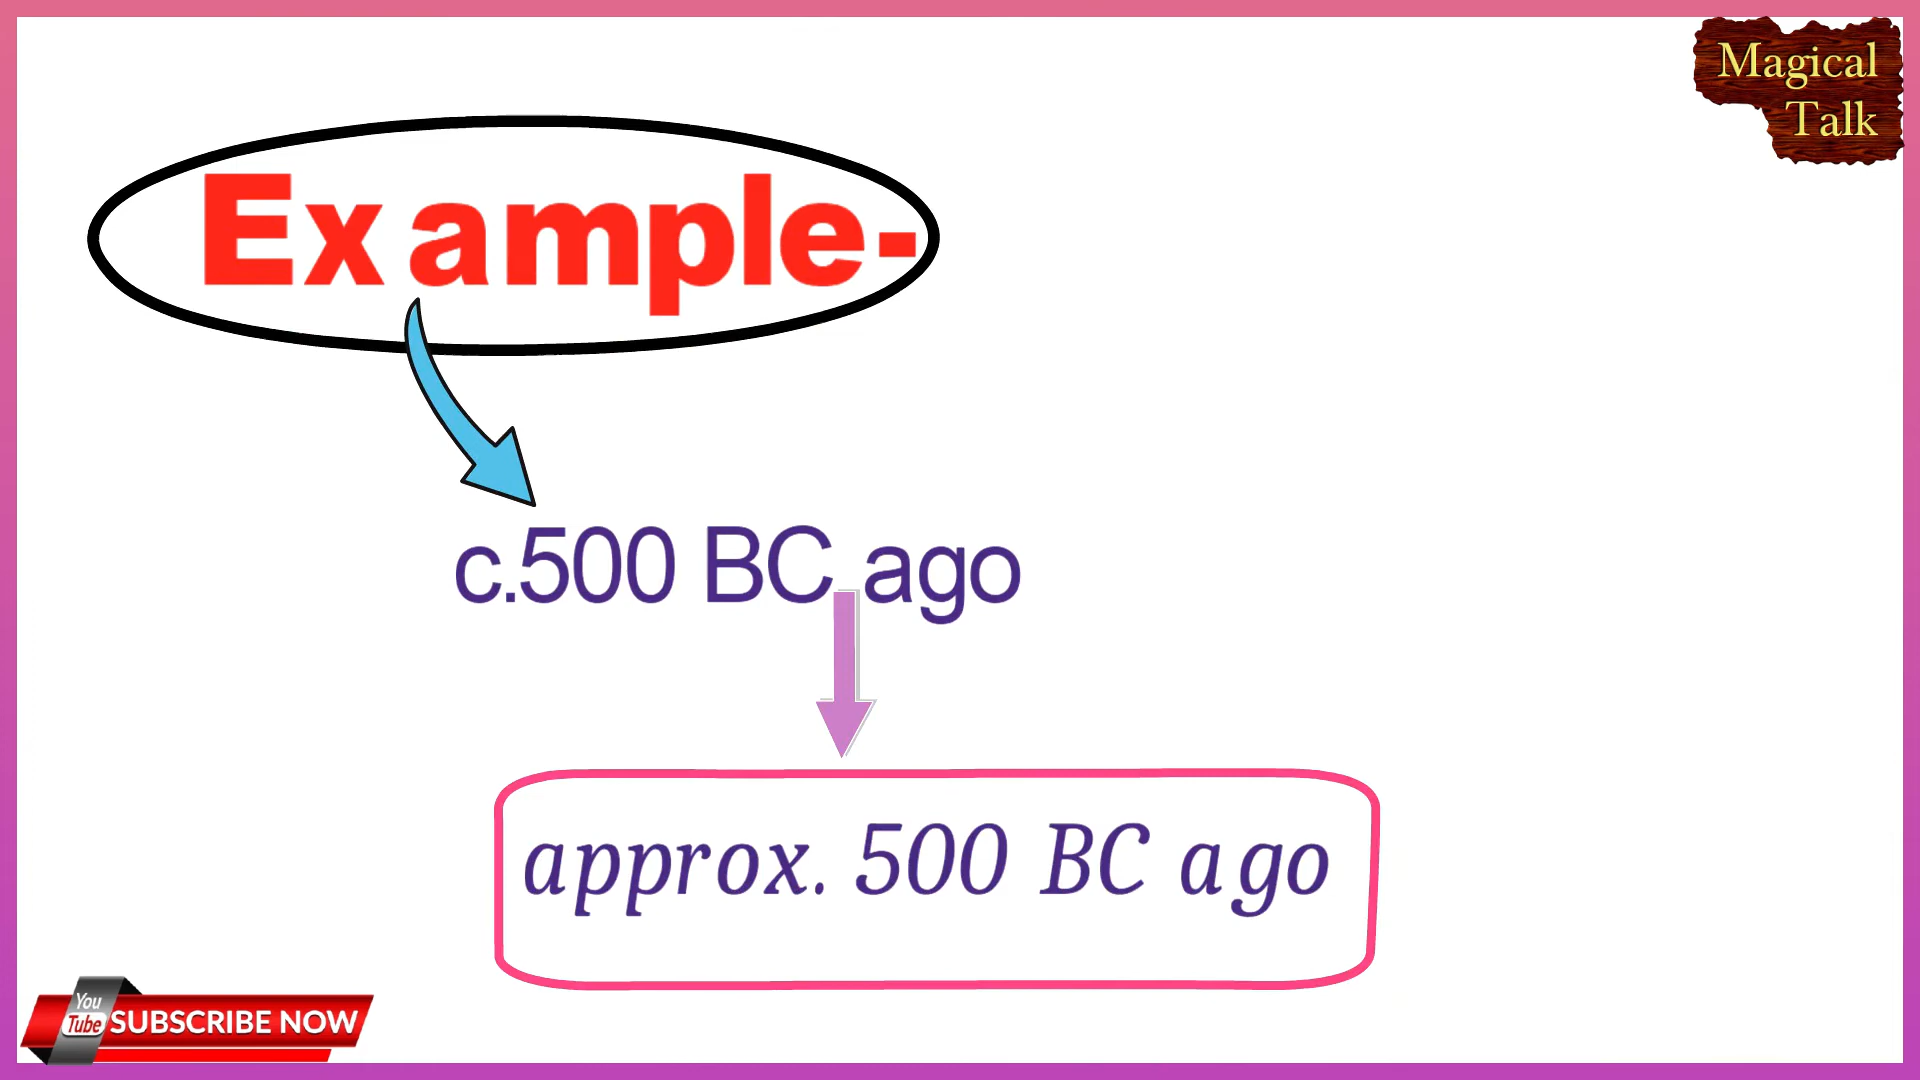 Magical
Talk
Example-
c.500 BC ago
approx. 500 BC ago
You
Tube
SUBSCRIBE NOW